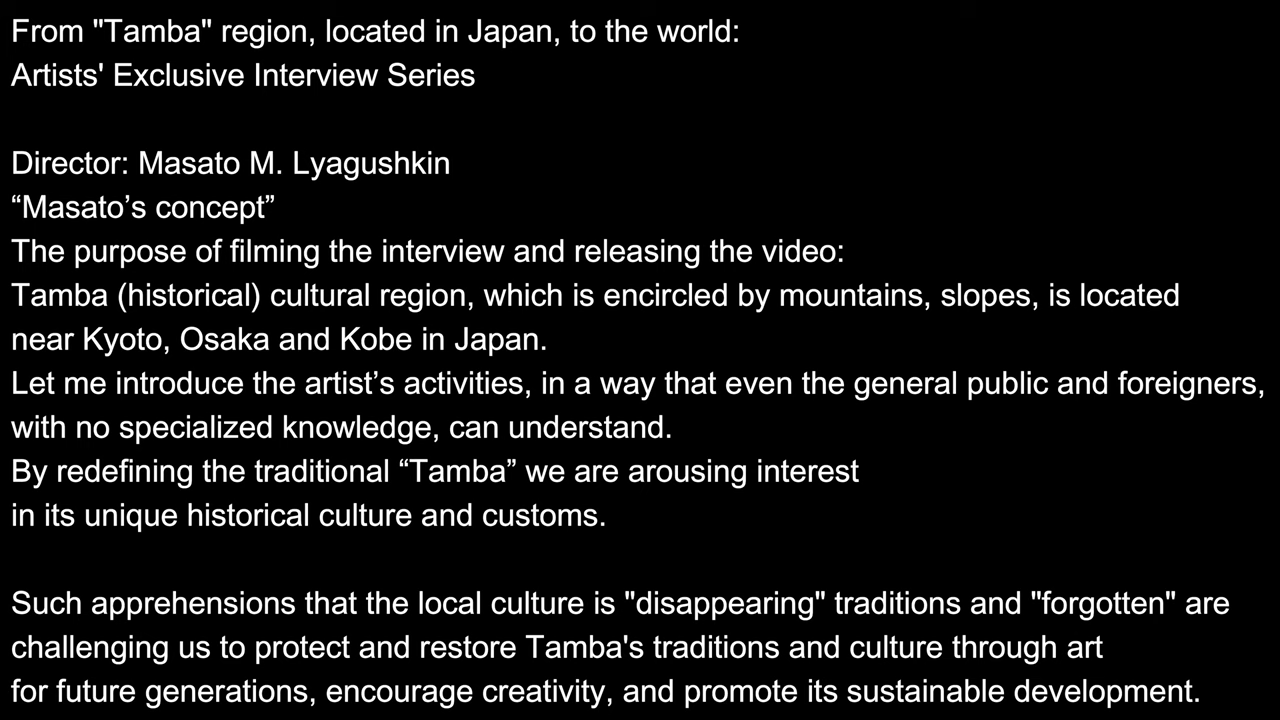 From "Tamba" region, located in Japan, to the world:
Artists' Exclusive Interview Series
Director: Masato M. Lyagushkin
“Masato’s concept”
The purpose of filming the interview and releasing the video:
Tamba (historical) cultural region, which is encircled by mountains, slopes, is located
near Kyoto, Osaka and Kobe in Japan.
Let me introduce the artist’s activities, in a way that even the general public and foreigners,
with no specialized knowledge, can understand.
By redefining the traditional “Tamba” we are arousing interest
in its unique historical culture and customs.
Such apprehensions that the local culture is "disappearing" traditions and "forgotten" are
challenging us to protect and restore Tamba's traditions and culture through art
for future generations, encourage creativity, and promote its sustainable development.